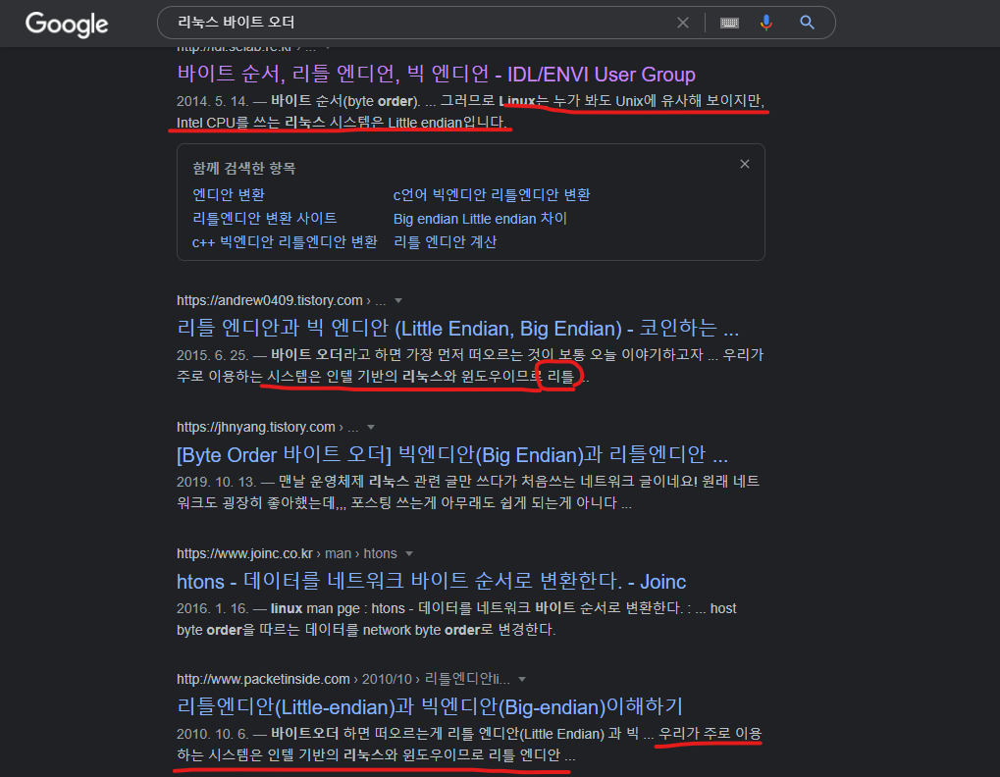 Google
리눅스 바이트 오더
바이트 순서, 리틀 엔디언, 빅 엔디언 - IDL/ENVI User Group
2014. 5. 14. — 바이트 순서(byte order). ... 그러므로 Linux는 누가 봐도 Unix에 유사해 보이지만,
Intel CPU를 쓰는 리눅스 시스템은 Little endian입니다.
함께 검색한 항목
엔디안 변환
c언어 빅엔디안 리틀엔디안 변환
리틀엔디안 변환 사이트
Big endian Little endian 차이
c++ 빅엔디안 리틀엔디안 변환
리틀 엔디안 계산
https://andrew0409.tistory.com › ...
리틀 엔디안과 빅 엔디안 (Little Endian, Big Endian) - 코인하는 ...
2015. 6. 25. — 바이트 오더라고 하면 가장 먼저 떠오르는 것이 보통 오늘 이야기하고자 ... 우리가
주로 이용하는 시스템은 인텔 기반의 리눅스와 윈도우이므로 리틀 ...
https://jhnyang.tistory.com › ...
[Byte Order 바이트 오더] 빅엔디안(Big Endian)과 리틀엔디안 ...
2019. 10. 13. — 맨날 운영체제 리눅스 관련 글만 쓰다가 처음쓰는 네트워크 글이네요! 원래 네트
워크도 굉장히 좋아했는데,,, 포스팅 쓰는게 아무래도 쉽게 되는게 아니다 ...
https://www.joinc.co.kr › man › htons
htons - 데이터를 네트워크 바이트 순서로 변환한다. - Joinc
2016. 1. 16. — linux man pge : htons - 데이터를 네트워크 바이트 순서로 변환한다. : ... host
byte order을 따르는 데이터를 network byte order로 변경한다.
http://www.packetinside.com › 2010/10 › 리틀엔디안li...
리틀엔디안(Little-endian)과 빅엔디안(Big-endian)이해하기
2010. 10. 6. — 바이트오더 하면 떠오르는게 리틀 엔디안(Little Endian) 과 빅 ... 우리가 주로 이용
하는 시스템은 인텔 기반의 리눅스와 윈도우이므로 리틀 엔디안 ...